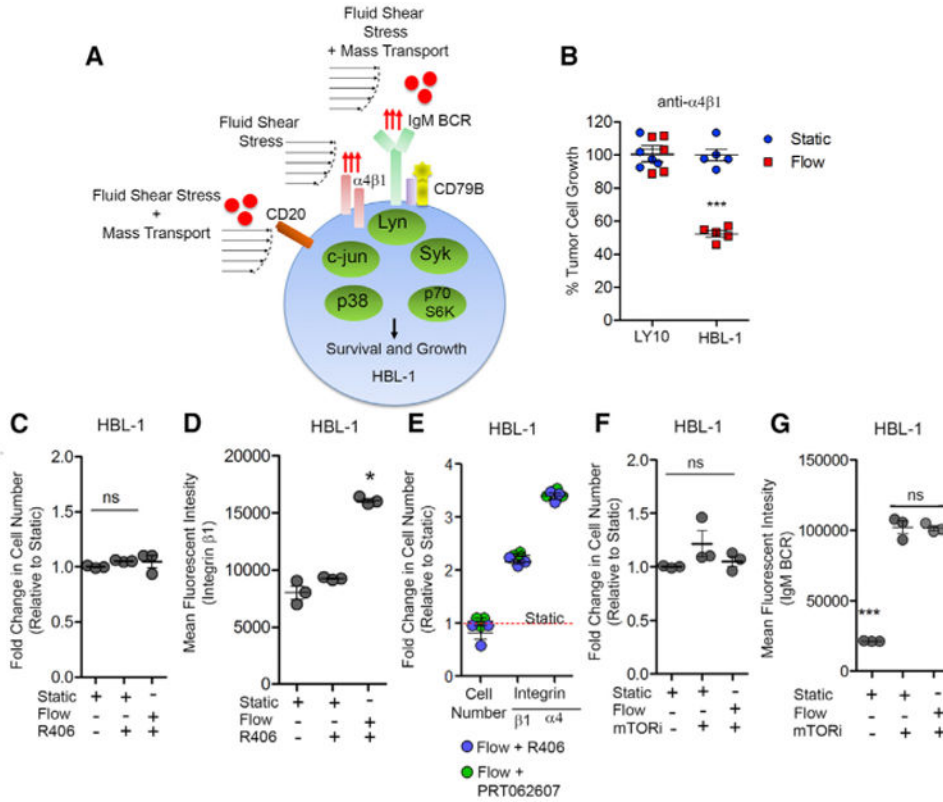 A
Fluid Shear
Stress
+ Mass Transport
IgM BCR
Fluid Shear
Stress
α4β1
CD79B
Fluid Shear Stress
+
Mass Transport
CD20
Lyn
c-jun
Syk
p38
p70
S6K
Survival and Growth
HBL-1
B
anti-α4β1
% Tumor Cell Growth
120
100
80
60
40
20
0
***
LY10
HBL-1
Static
Flow
C
HBL-1
Fold Change in Cell Number
(Relative to Static)
2.0
1.5
1.0
0.5
0.0
ns
Static + + -
Flow - - +
R406 - + +
D
HBL-1
Mean Fluorescent Intesity
(Integrin β1)
20000
15000
10000
5000
0
*
Static + + -
Flow - - +
R406 - + +
E
HBL-1
Fold Change in Cell Number
(Relative to Static)
4
3
2
1
0
Static
Cell
Number
Integrin
β1 α4
Flow + R406
Flow +
PRT062607
F
HBL-1
Fold Change in Cell Number
(Relative to Static)
2.0
1.5
1.0
0.5
0.0
ns
Static + + -
Flow - - +
mTORi - + +
G
HBL-1
Mean Fluorescent Intesity
(IgM BCR)
150000
100000
50000
0
ns
***
Static + + -
Flow - - +
mTORi - + +